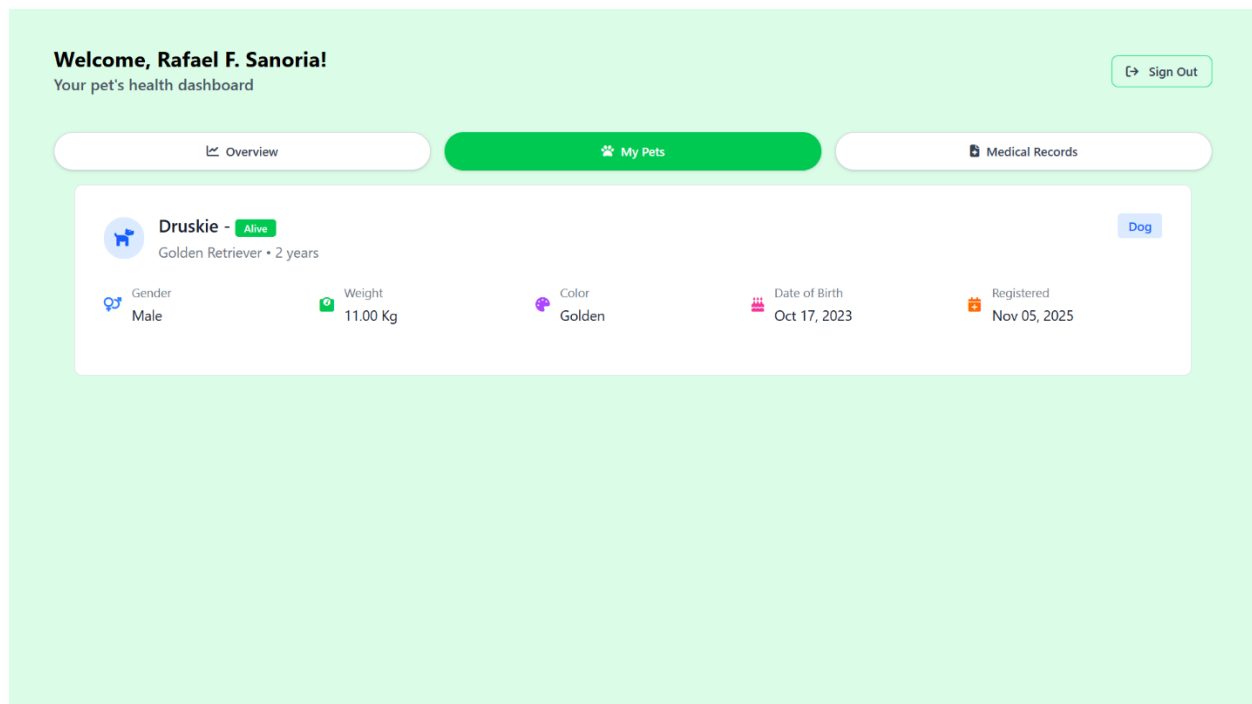 Welcome, Rafael F. Sanoria!
Your pet's health dashboard
Sign Out
Overview
My Pets
Medical Records
Druskie - Alive
Dog
Golden Retriever • 2 years
Gender
Male
Weight
11.00 Kg
Color
Golden
Date of Birth
Oct 17, 2023
Registered
Nov 05, 2025